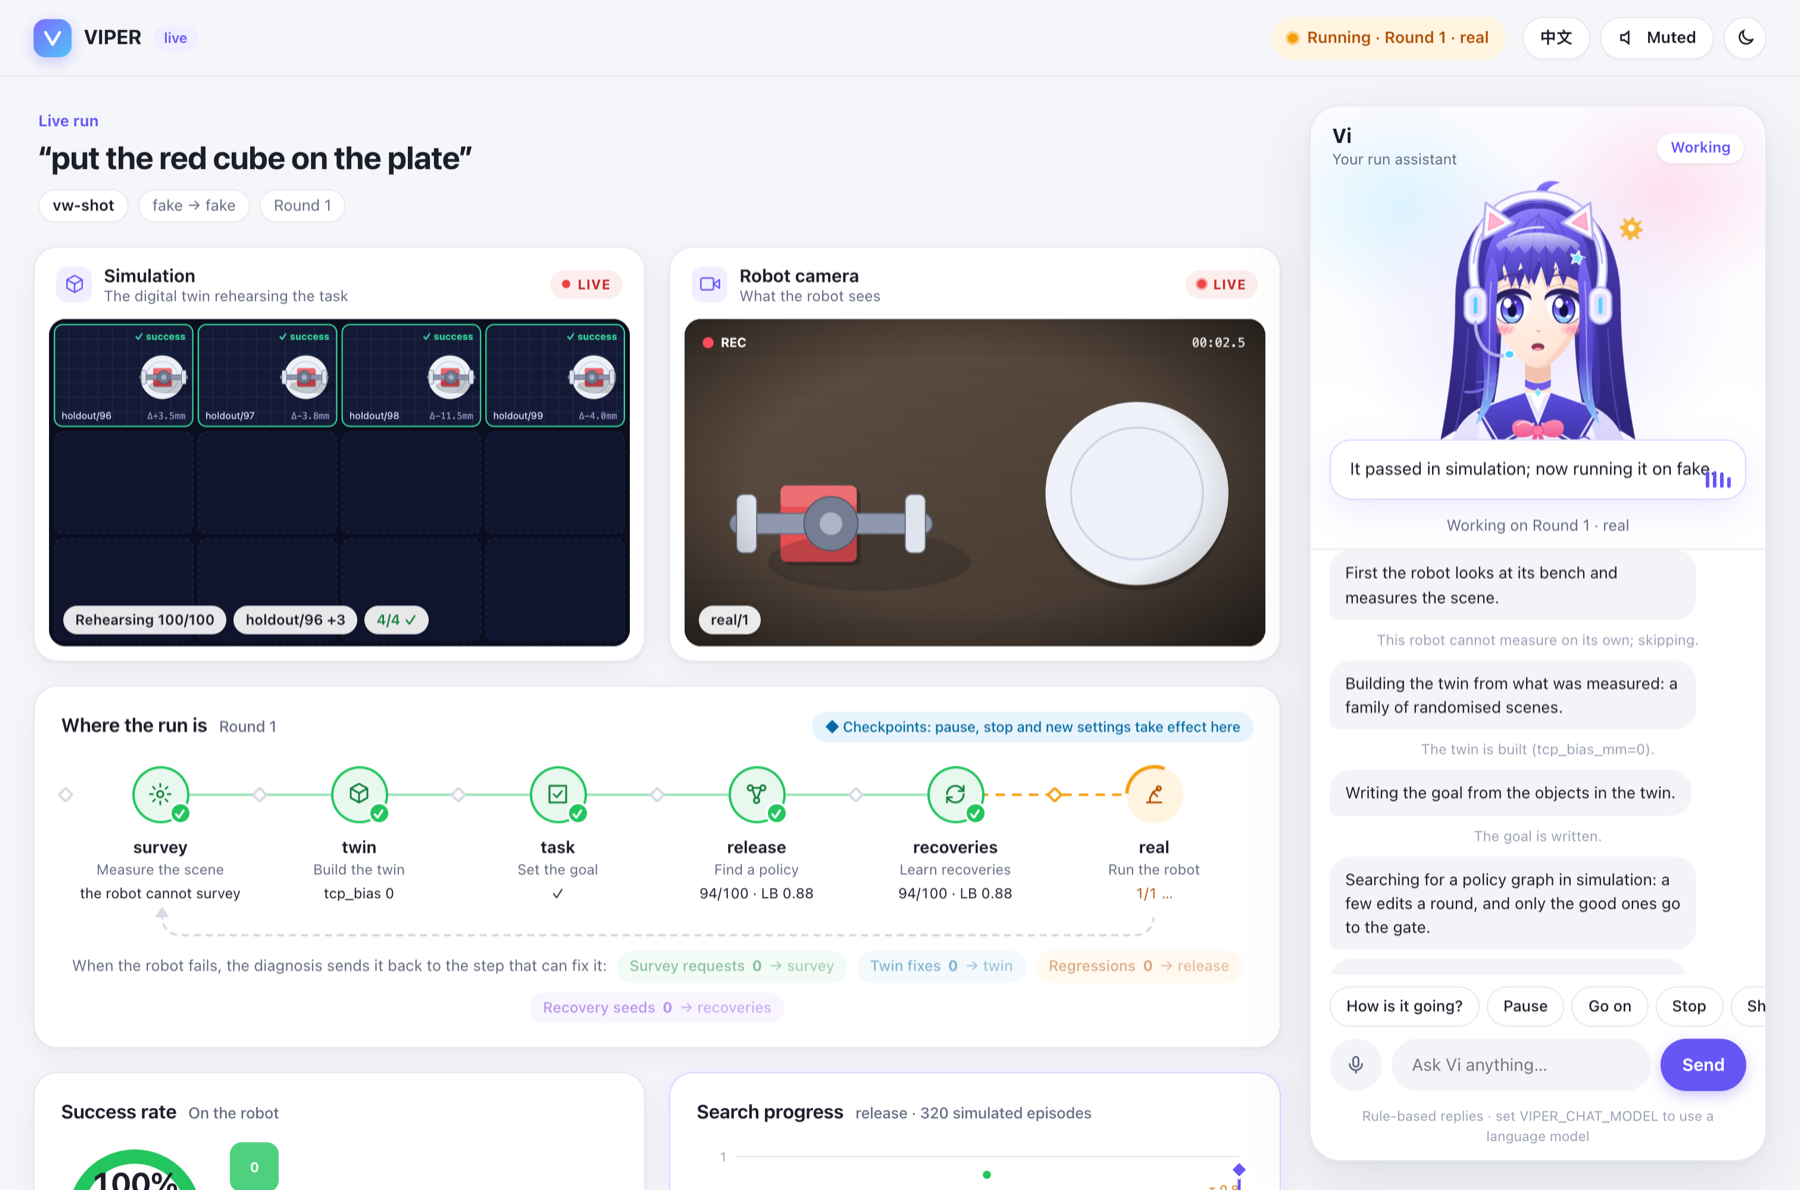 VIPER live
Running · Round 1 · real
中文
Muted
Live run
“put the red cube on the plate”
vw-shot
fake → fake
Round 1
Simulation
The digital twin rehearsing the task
LIVE
✓ success
✓ success
✓ success
✓ success
holdout/96 Δ+3.5mm
holdout/97 Δ−3.8mm
holdout/98 Δ−11.5mm
holdout/99 Δ−4.0mm
Rehearsing 100/100
holdout/96 +3
4/4 ✓
Robot camera
What the robot sees
LIVE
REC
00:02.5
real/1
Where the run is Round 1
Checkpoints: pause, stop and new settings take effect here
survey
Measure the scene
the robot cannot survey
twin
Build the twin
tcp_bias 0
task
Set the goal
✓
release
Find a policy
94/100 · LB 0.88
recoveries
Learn recoveries
94/100 · LB 0.88
real
Run the robot
1/1 ...
When the robot fails, the diagnosis sends it back to the step that can fix it:
Survey requests 0 → survey
Twin fixes 0 → twin
Regressions 0 → release
Recovery seeds 0 → recoveries
Success rate On the robot
100%
0
Search progress release · 320 simulated episodes
1
Vi
Your run assistant
Working
It passed in simulation; now running it on fake.
Working on Round 1 · real
First the robot looks at its bench and
measures the scene.
This robot cannot measure on its own; skipping.
Building the twin from what was measured: a
family of randomised scenes.
The twin is built (tcp_bias_mm=0).
Writing the goal from the objects in the twin.
The goal is written.
Searching for a policy graph in simulation: a
few edits a round, and only the good ones go
to the gate.
How is it going?
Pause
Go on
Stop
Sh
Ask Vi anything...
Send
Rule-based replies · set VIPER_CHAT_MODEL to use a
language model